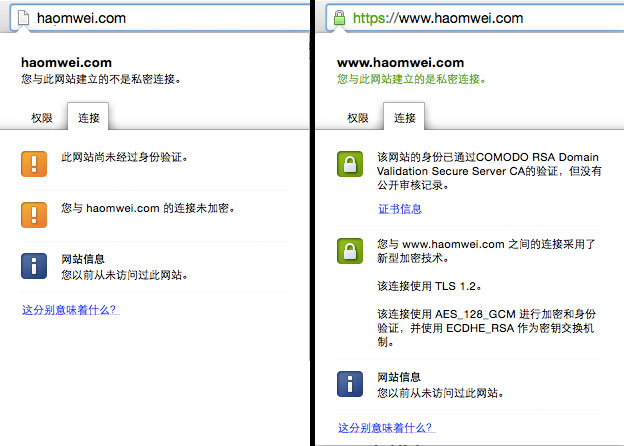 haomwei.com
haomwei.com
您与此网站建立的不是私密连接。
权限
连接
此网站尚未经过身份验证。
您与 haomwei.com 的连接未加密。
网站信息
您以前从未访问过此网站。
这分别意味着什么?
https://www.haomwei.com
www.haomwei.com
您与此网站建立的是私密连接。
权限
连接
该网站的身份已通过COMODO RSA Domain
Validation Secure Server CA的验证，但没有
公开审核记录。
证书信息
您与 www.haomwei.com 之间的连接采用了
新型加密技术。
该连接使用 TLS 1.2。
该连接使用 AES_128_GCM 进行加密和身份
验证，并使用 ECDHE_RSA 作为密钥交换机
制。
网站信息
您以前从未访问过此网站。
这分别意味着什么?